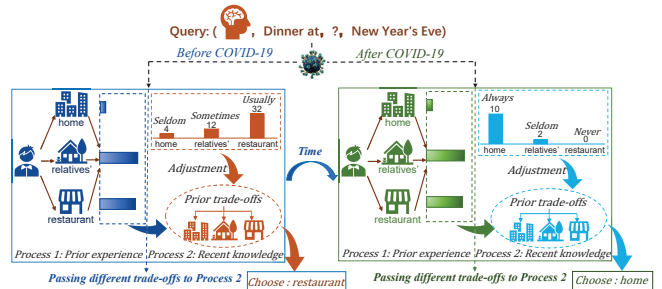 Query: ( , Dinner at, ?, New Year's Eve)
Before COVID-19
After COVID-19
home
relatives'
restaurant
Seldom
4
home
Sometimes
12
relatives'
Usually
32
restaurant
Adjustment
Prior trade-offs
Process 1: Prior experience
Process 2: Recent knowledge
Time
home
relatives'
restaurant
Always
10
home
Seldom
2
relatives'
Never
0
restaurant
Adjustment
Prior trade-offs
Process 1: Prior experience
Process 2: Recent knowledge
Passing different trade-offs to Process 2
Choose : restaurant
Passing different trade-offs to Process 2
Choose : home